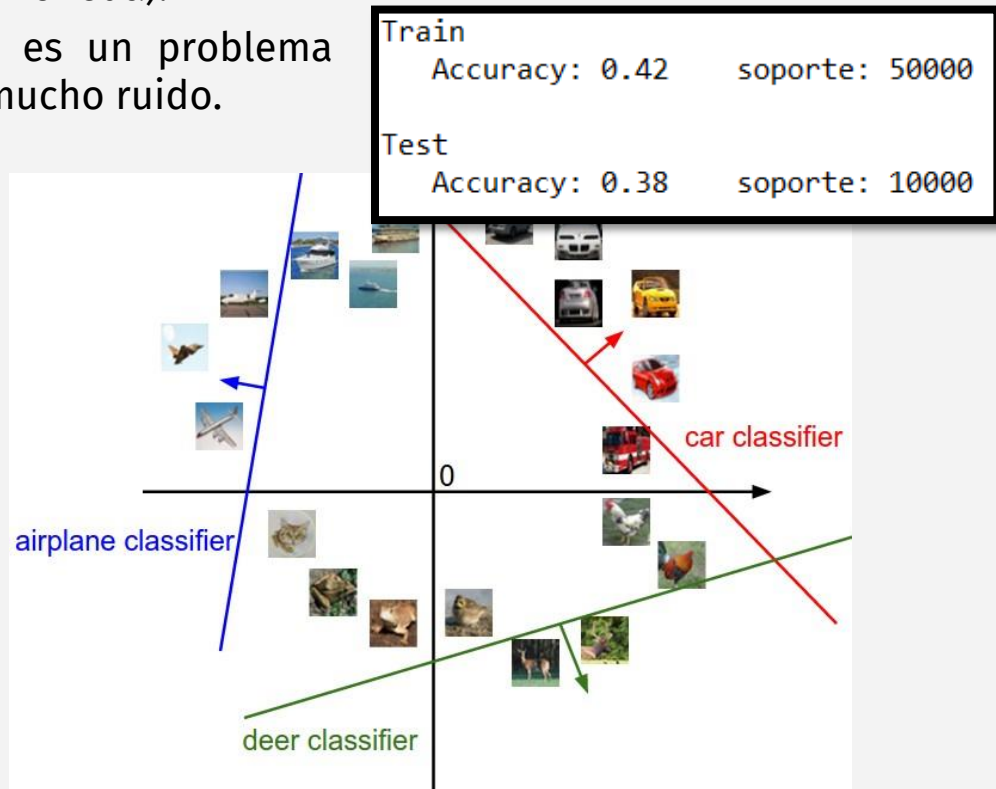 es un problema
mucho ruido.
Train
Accuracy: 0.42 soporte: 50000
Test
Accuracy: 0.38 soporte: 10000
car classifier
0
airplane classifier
deer classifier